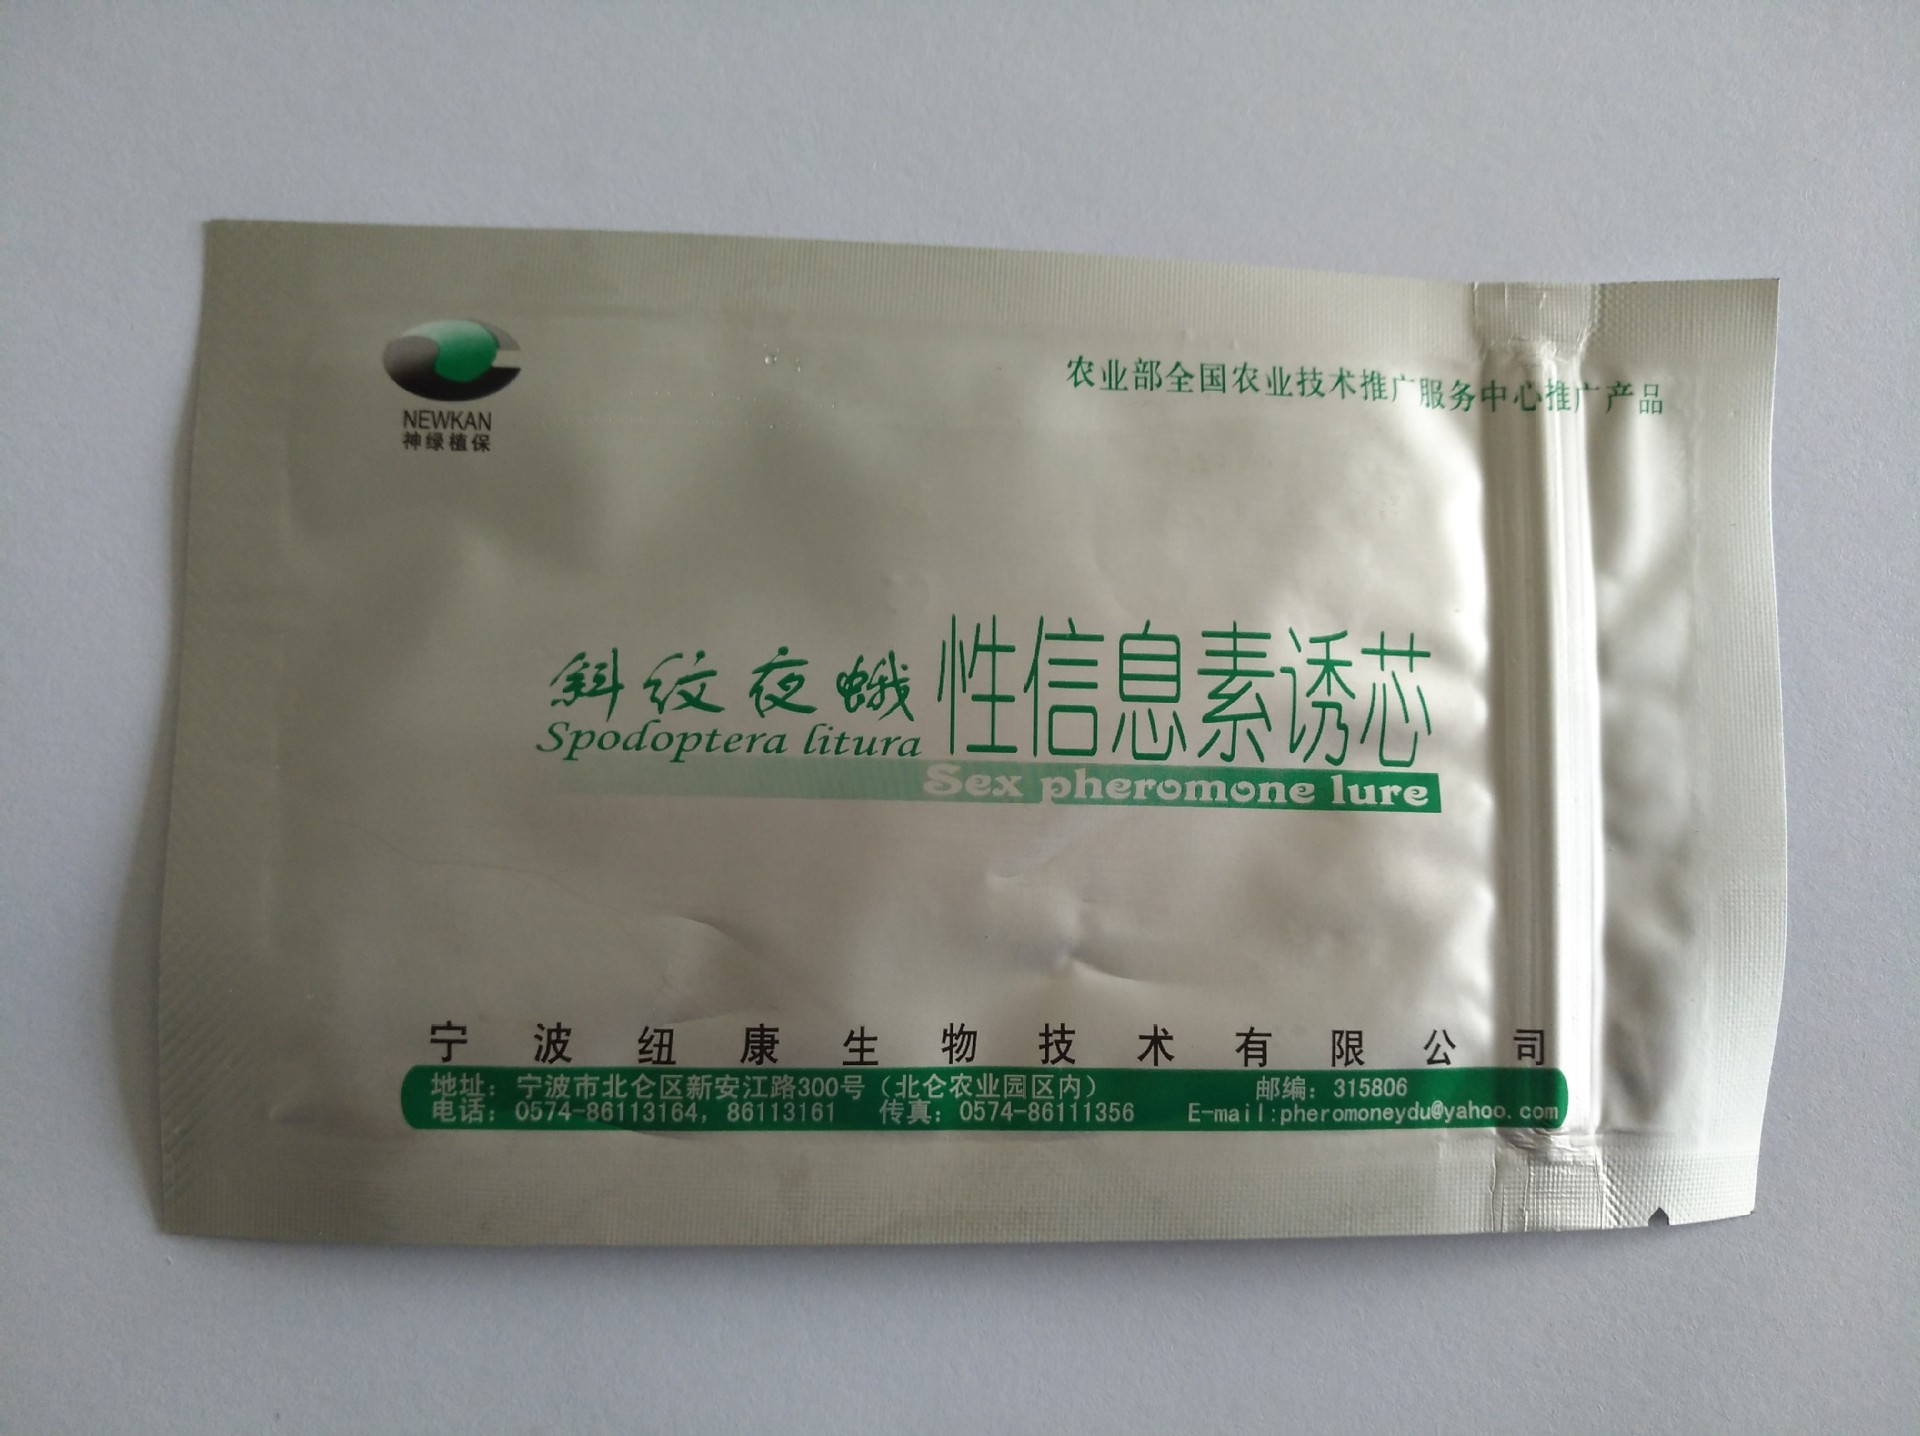 NEWKAN
神绿植保
农业部全国农业技术推广服务中心推广产品
斜纹夜蛾性信息素诱芯
Spodoptera litura
Sex pheromone lure
宁波纽康生物技术有限公司
地址：宁波市北仑区新安江路300号（北仑农业园区内） 邮编：315806
电话：0574-86113164，86113161 传真：0574-86111356 E-mail:pheromoneydu@yahoo.com